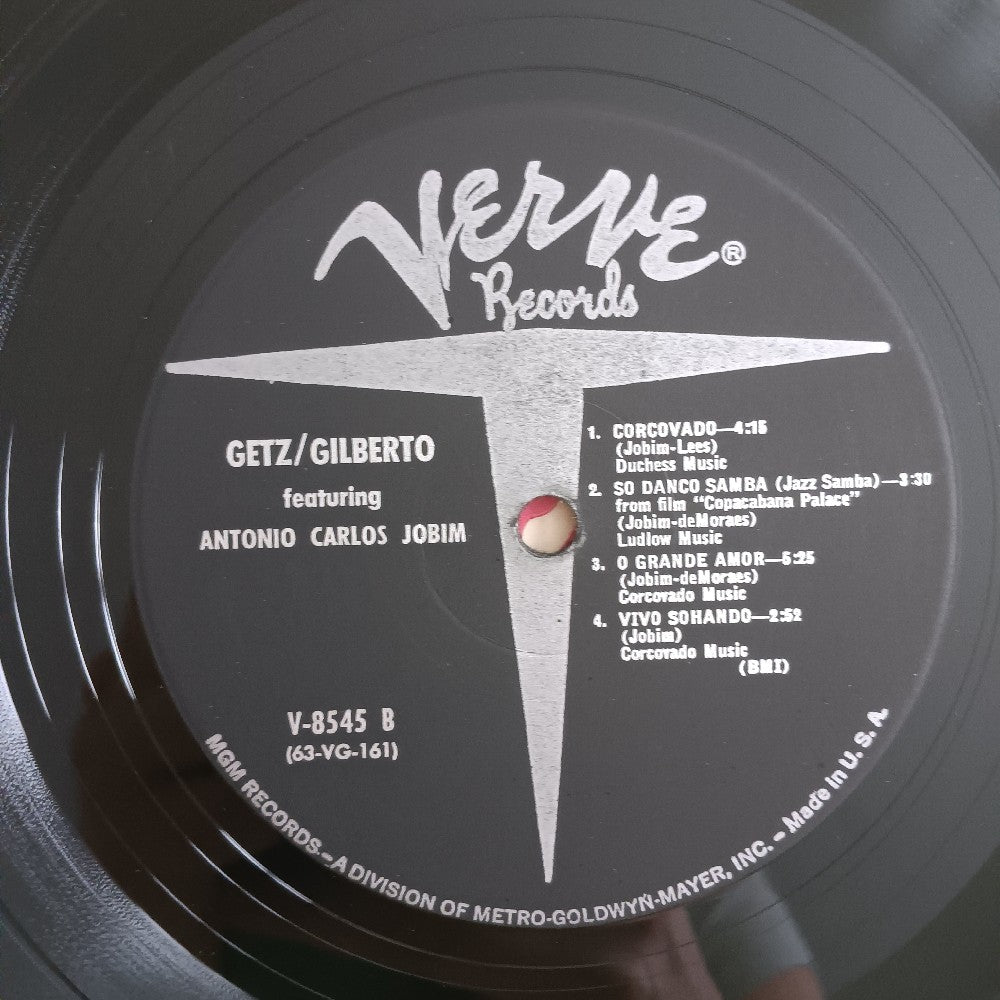 Verve®
Records
GETZ/GILBERTO
featuring
ANTONIO CARLOS JOBIM
1. CORCOVADO—4:15
(Jobim-Lees)
Duchess Music
2. SO DANCO SAMBA (Jazz Samba)—3:30
from film "Copacabana Palace"
(Jobim-deMoraes)
Ludlow Music
3. O GRANDE AMOR—5:25
(Jobim-deMoraes)
Corcovado Music
4. VIVO SOHANDO—2:52
(Jobim)
Corcovado Music
(BMI)
V-8545 B
(63-VG-161)
MGM RECORDS.-A DIVISION OF METRO-GOLDWYN-MAYER, INC. - Made in U. S. A.